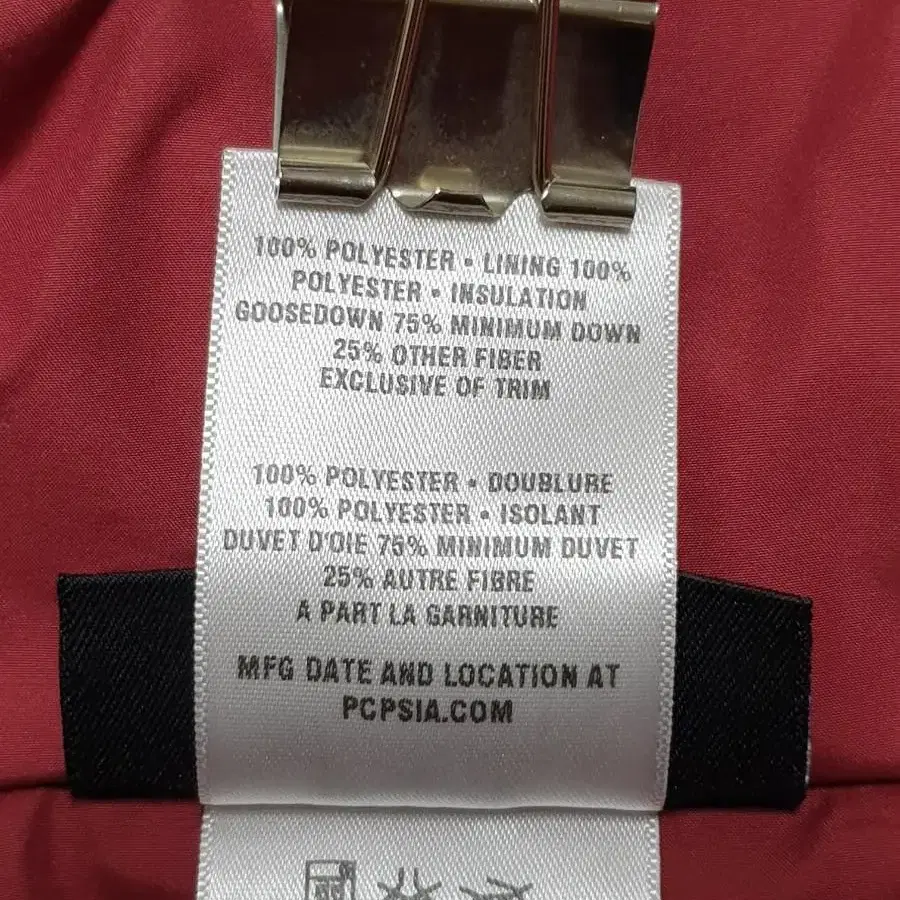 100% POLYESTER • LINING 100%
POLYESTER • INSULATION
GOOSEDOWN 75% MINIMUM DOWN
25% OTHER FIBER
EXCLUSIVE OF TRIM
100% POLYESTER • DOUBLURE
100% POLYESTER • ISOLANT
DUVET D'OIE 75% MINIMUM DUVET
25% AUTRE FIBRE
A PART LA GARNITURE
MFG DATE AND LOCATION AT
PCPSIA.COM